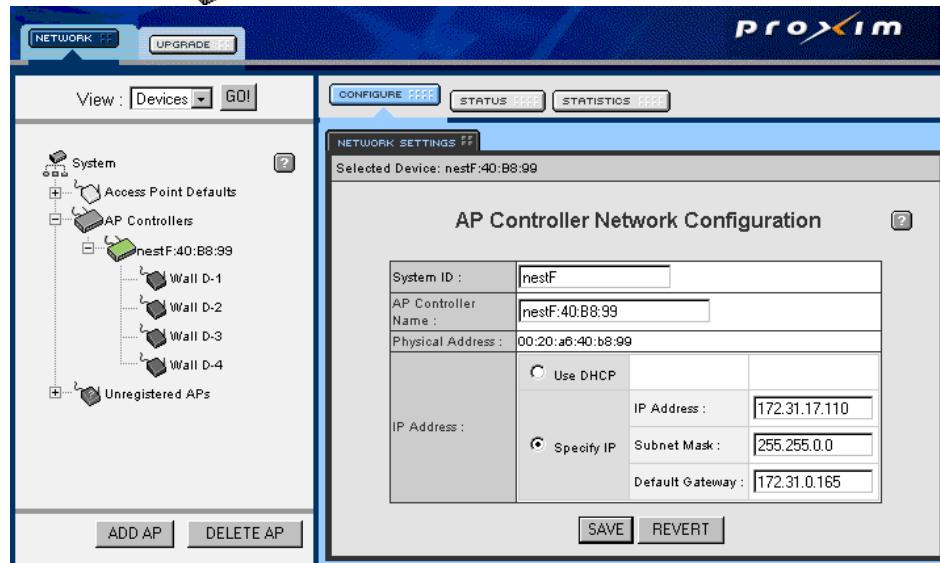 NETWORK
UPGRADE
proxim
View : Devices GO!
CONFIGURE
STATUS
STATISTICS
NETWORK SETTINGS
Selected Device: nestF:40:B8:99
System ?
Access Point Defaults
AP Controllers
nestF:40:B8:99
Wall D-1
Wall D-2
Wall D-3
Wall D-4
Unregistered APs
ADD AP
DELETE AP
AP Controller Network Configuration ?
System ID : nestF
AP Controller
Name : nestF:40:B8:99
Physical Address : 00:20:a6:40:b8:99
IP Address :
Use DHCP
Specify IP
IP Address : 172.31.17.110
Subnet Mask : 255.255.0.0
Default Gateway : 172.31.0.165
SAVE
REVERT